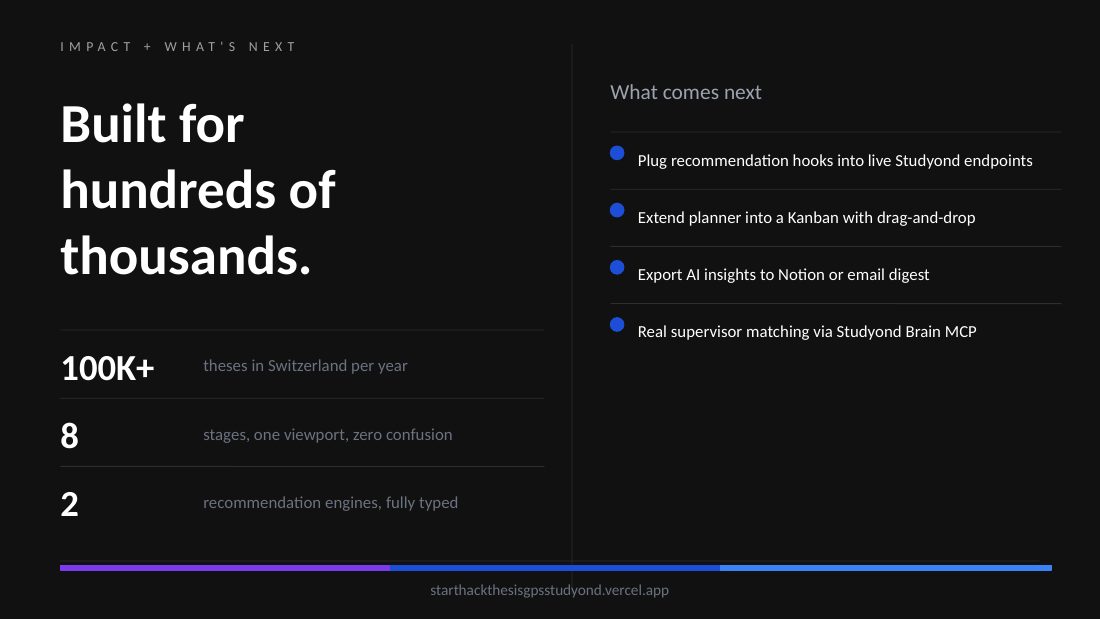 IMPACT + WHAT'S NEXT
Built for
hundreds of
thousands.
100K+ theses in Switzerland per year
8 stages, one viewport, zero confusion
2 recommendation engines, fully typed
What comes next
Plug recommendation hooks into live Studyond endpoints
Extend planner into a Kanban with drag-and-drop
Export AI insights to Notion or email digest
Real supervisor matching via Studyond Brain MCP
starthackthesisgpsstudyond.vercel.app